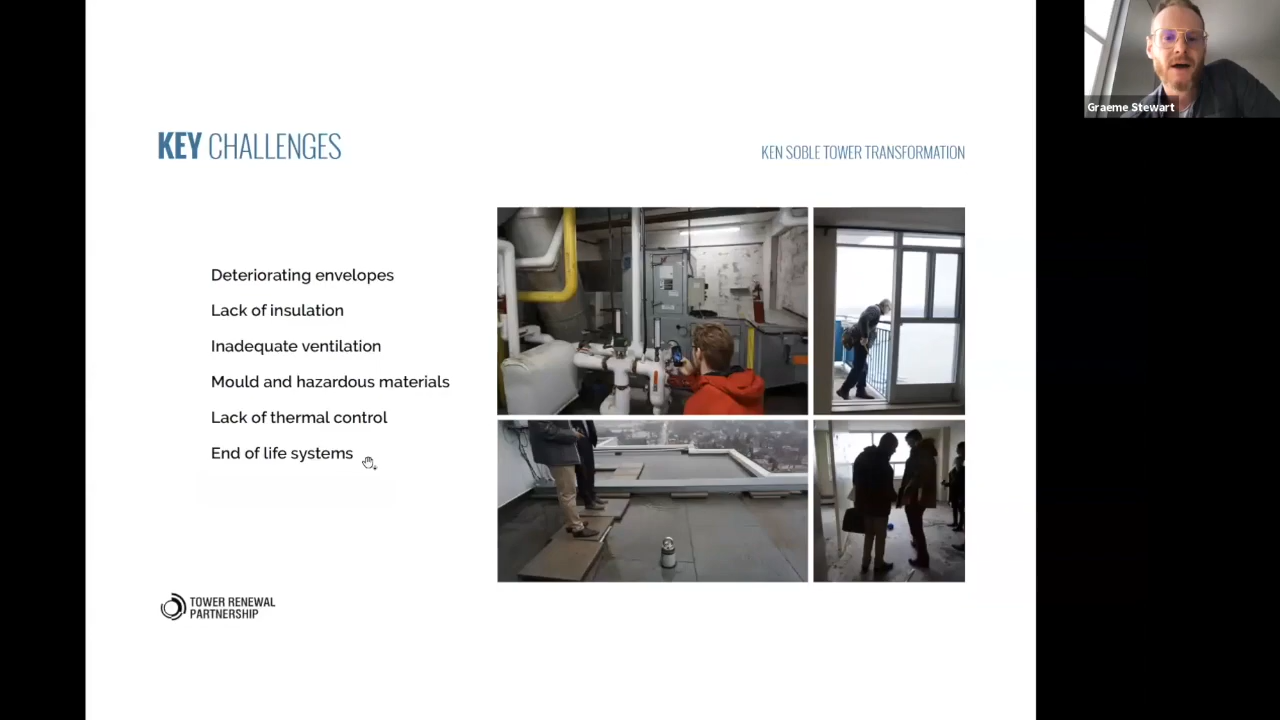 Graeme Stewart
KEY CHALLENGES
KEN SOBLE TOWER TRANSFORMATION
Deteriorating envelopes
Lack of insulation
Inadequate ventilation
Mould and hazardous materials
Lack of thermal control
End of life systems
TOWER RENEWAL
PARTNERSHIP